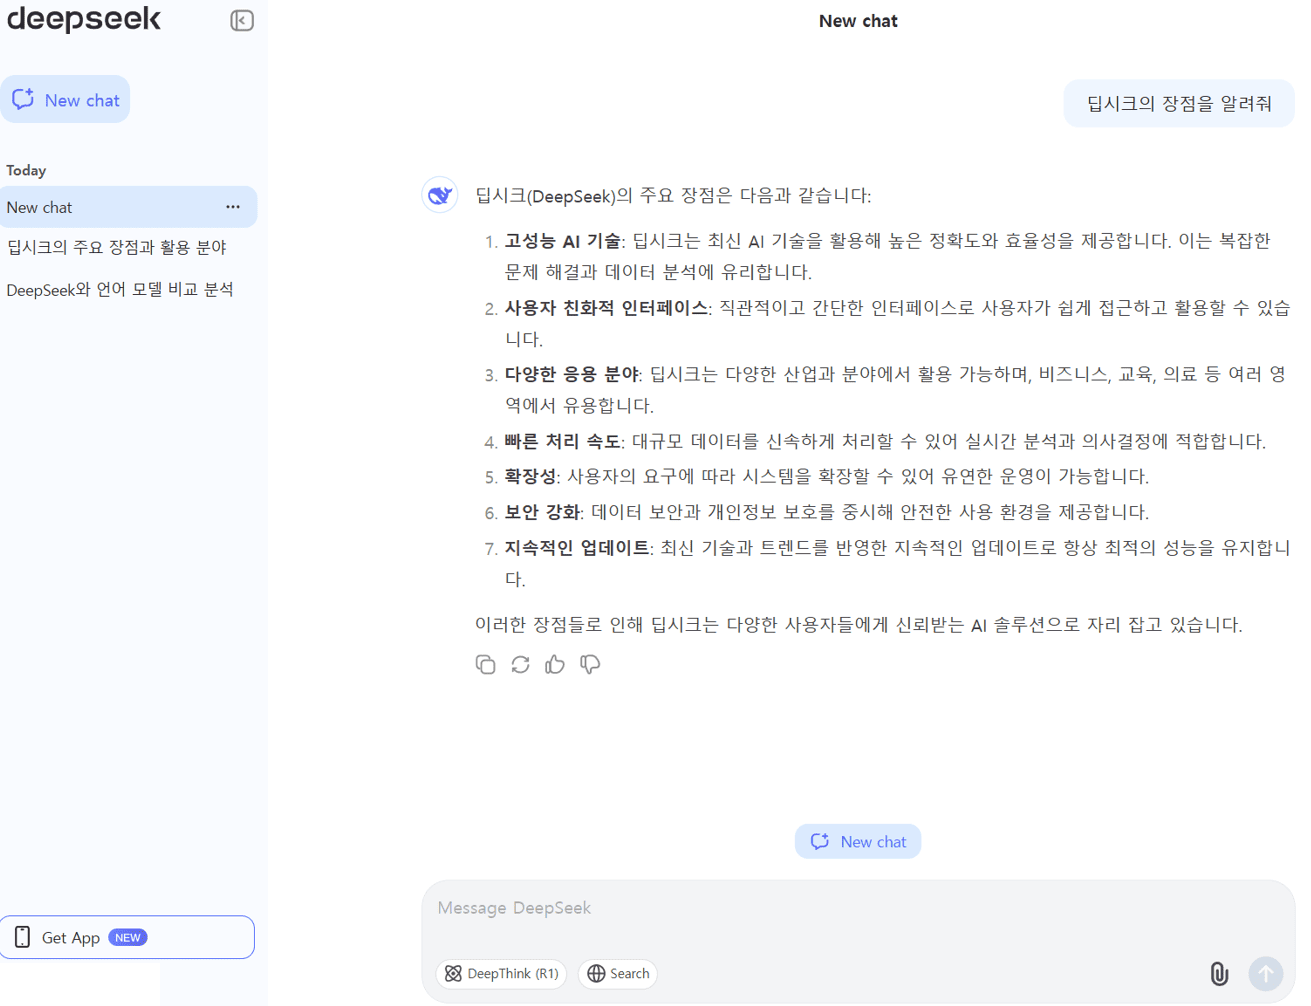 deepseek
New chat
New chat
Today
New chat
딥시크의 주요 장점과 활용 분야
DeepSeek와 언어 모델 비교 분석
Get App NEW
딥시크의 장점을 알려줘
딥시크(DeepSeek)의 주요 장점은 다음과 같습니다:
1. 고성능 AI 기술: 딥시크는 최신 AI 기술을 활용해 높은 정확도와 효율성을 제공합니다. 이는 복잡한
문제 해결과 데이터 분석에 유리합니다.
2. 사용자 친화적 인터페이스: 직관적이고 간단한 인터페이스로 사용자가 쉽게 접근하고 활용할 수 있습
니다.
3. 다양한 응용 분야: 딥시크는 다양한 산업과 분야에서 활용 가능하며, 비즈니스, 교육, 의료 등 여러 영
역에서 유용합니다.
4. 빠른 처리 속도: 대규모 데이터를 신속하게 처리할 수 있어 실시간 분석과 의사결정에 적합합니다.
5. 확장성: 사용자의 요구에 따라 시스템을 확장할 수 있어 유연한 운영이 가능합니다.
6. 보안 강화: 데이터 보안과 개인정보 보호를 중시해 안전한 사용 환경을 제공합니다.
7. 지속적인 업데이트: 최신 기술과 트렌드를 반영한 지속적인 업데이트로 항상 최적의 성능을 유지합니
다.
이러한 장점들로 인해 딥시크는 다양한 사용자들에게 신뢰받는 AI 솔루션으로 자리 잡고 있습니다.
New chat
Message DeepSeek
DeepThink (R1) Search